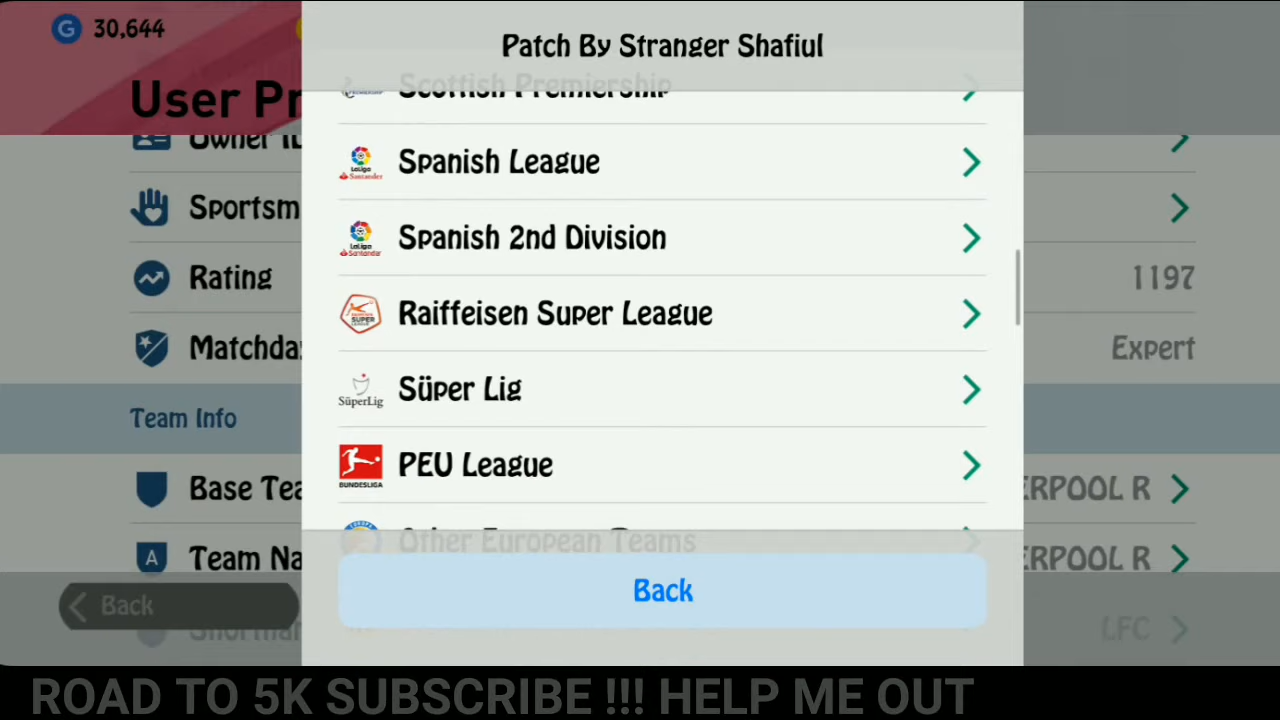 30,644
Patch By Stranger Shafiul
User Pr
Scottish Premiership
Owner ID
Spanish League
Sportsm
Spanish 2nd Division
Rating
1197
Raiffeisen Super League
Matchda
Expert
Süper Lig
SüperLig
Team Info
PEU League
BUNDESLIGA
Base Tea
ERPOOL R
Other European Teams
Team Na
ERPOOL R
Back
Back
LFC
ROAD TO 5K SUBSCRIBE !!! HELP ME OUT